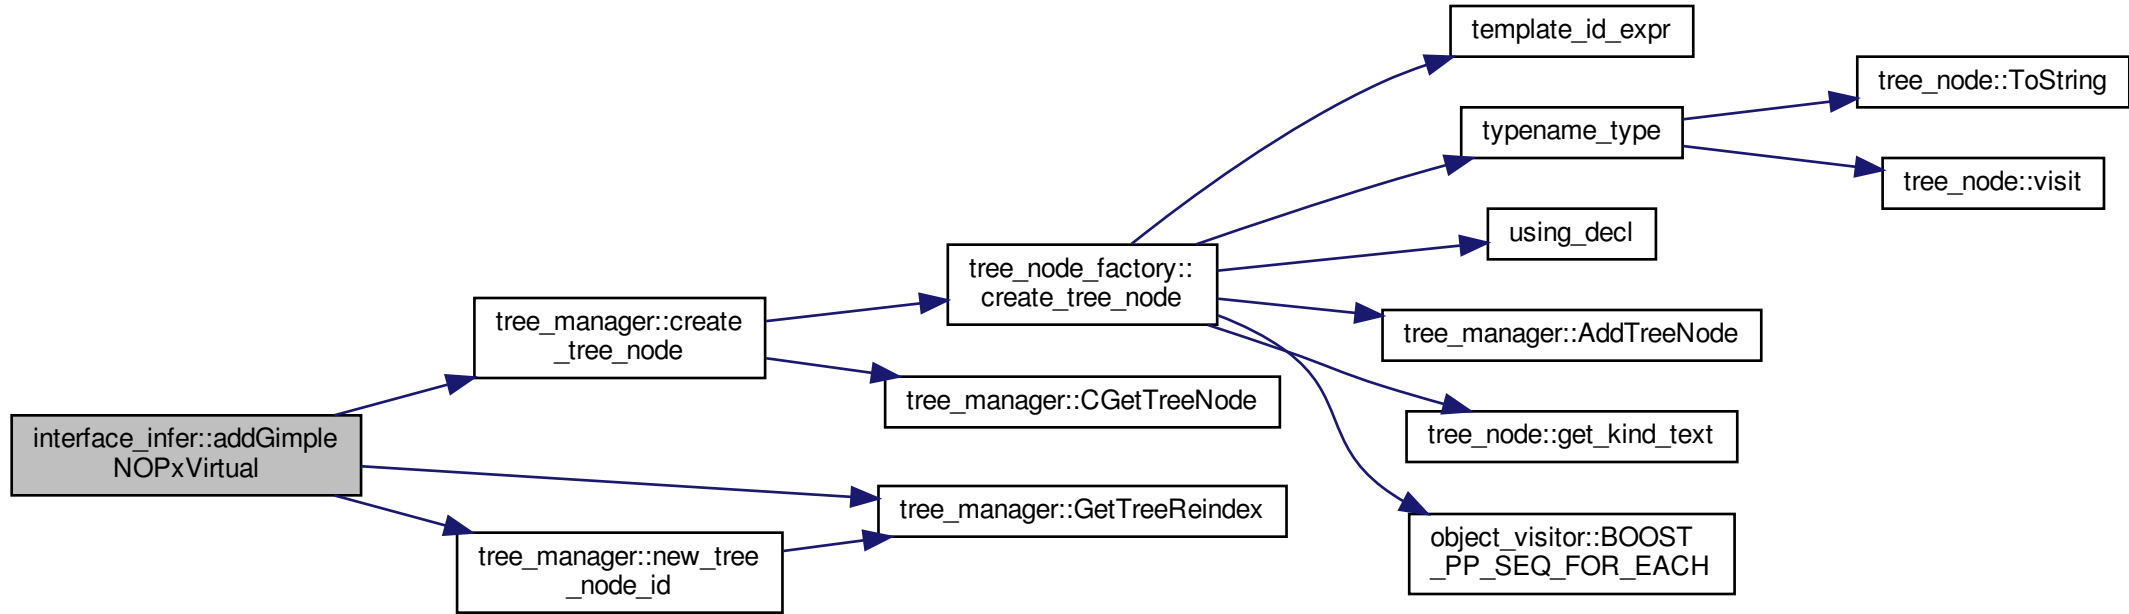 template_id_expr
tree_node::ToString
typename_type
tree_node::visit
using_decl
tree_node_factory::
create_tree_node
tree_manager::create
_tree_node
tree_manager::AddTreeNode
tree_manager::CGetTreeNode
tree_node::get_kind_text
interface_infer::addGimple
NOPxVirtual
tree_manager::GetTreeReindex
object_visitor::BOOST
_PP_SEQ_FOR_EACH
tree_manager::new_tree
_node_id